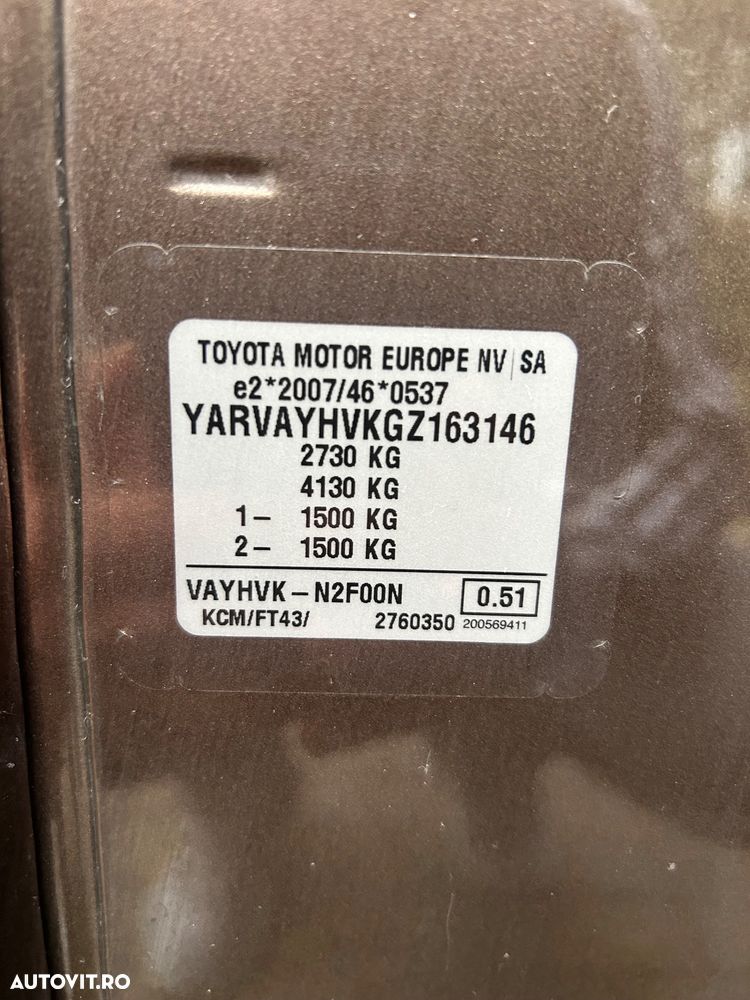 TOYOTA MOTOR EUROPE NV SA
e2*2007/46*0537
YARVAYHVKGZ163146
2730 KG
4130 KG
1- 1500 KG
2- 1500 KG
VAYHVK-N2F00N 0.51
KCM/FT43/ 2760350 200569411
AUTOVIT.RO